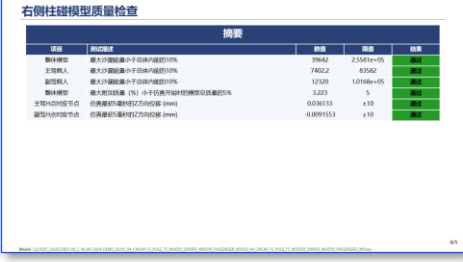 右侧柱碰模型质量检查
摘要
项目 测试描述 数值 限值 结果
整体模型 最大沙漏能量小于总体内能的10% 39642 2.5581e+05 通过
主驾假人 最大沙漏能量小于总体内能的10% 7402.2 83582 通过
副驾假人 最大沙漏能量小于总体内能的10% 12320 1.0168e+05 通过
整体模型 最大附加质量（%）小于仿真开始时的模型总质量的5% 3.223 5 通过
主驾H点对应节点 仿真最初5毫秒的Z方向位移 (mm) 0.036133 ±10 通过
副驾H点对应节点 仿真最初5毫秒的Z方向位移 (mm) -0.0091553 ±10 通过
4/5
Model